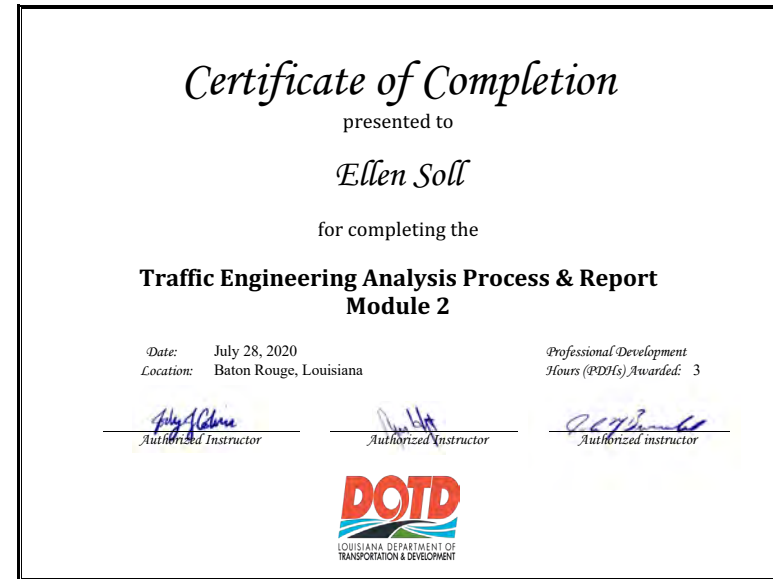 Certificate of Completion
presented to
Ellen Soll
for completing the
Traffic Engineering Analysis Process & Report
Module 2
Date: July 28, 2020
Location: Baton Rouge, Louisiana
Professional Development
Hours (PDHs) Awarded: 3
Authorized Instructor
Authorized Instructor
Authorized instructor
DOTD
LOUISIANA DEPARTMENT OF
TRANSPORTATION & DEVELOPMENT